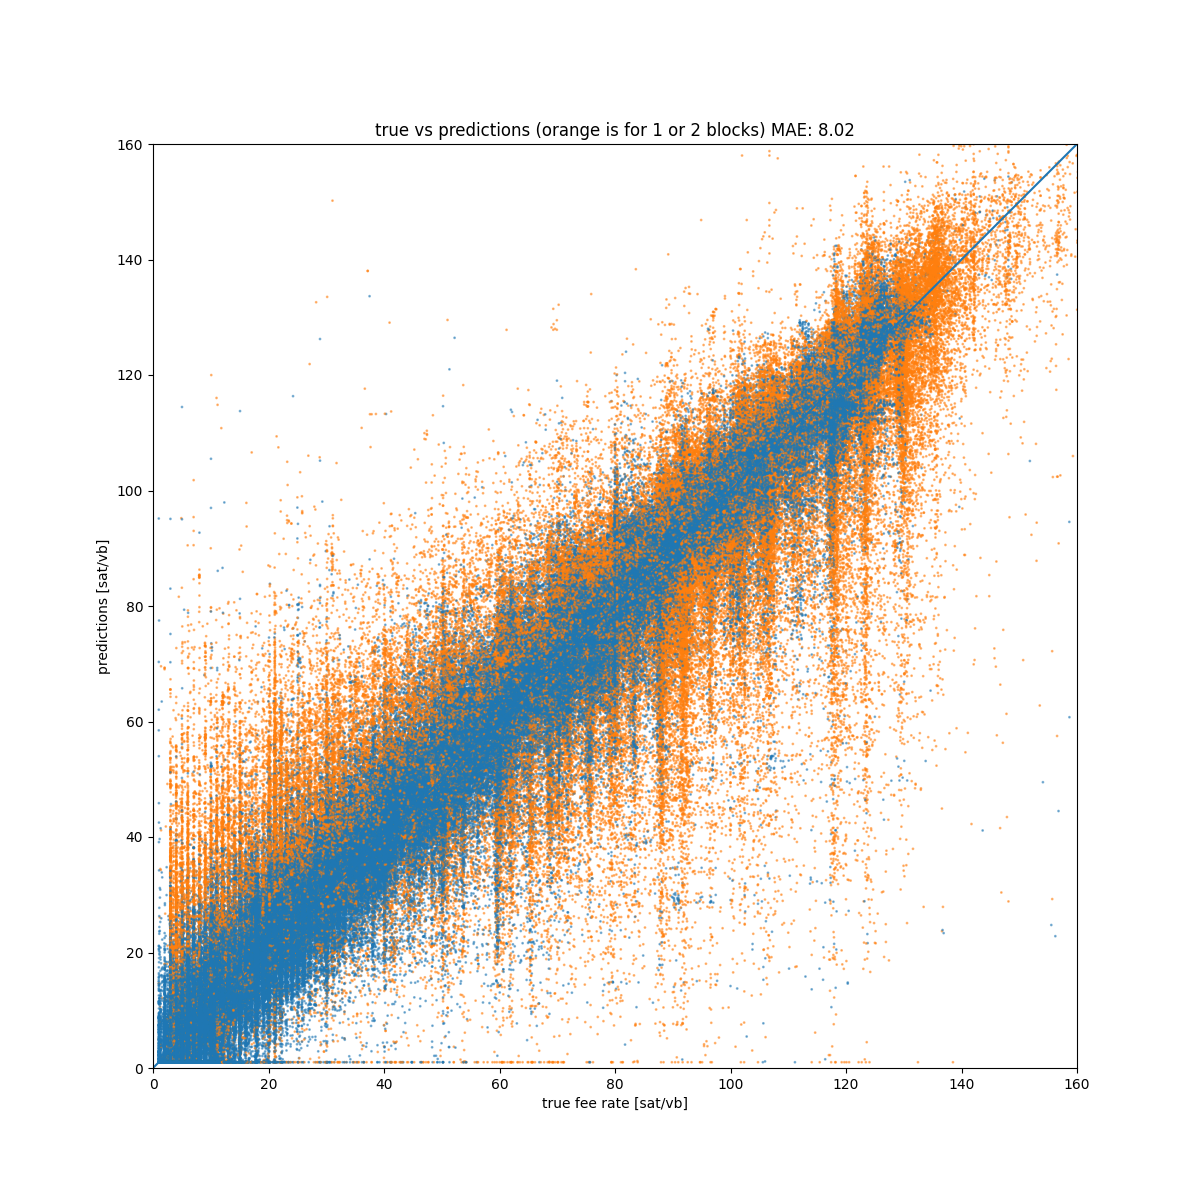 true vs predictions (orange is for 1 or 2 blocks) MAE: 8.02
160
140
120
100
80
60
40
20
0
predictions [sat/vb]
0 20 40 60 80 100 120 140 160
true fee rate [sat/vb]